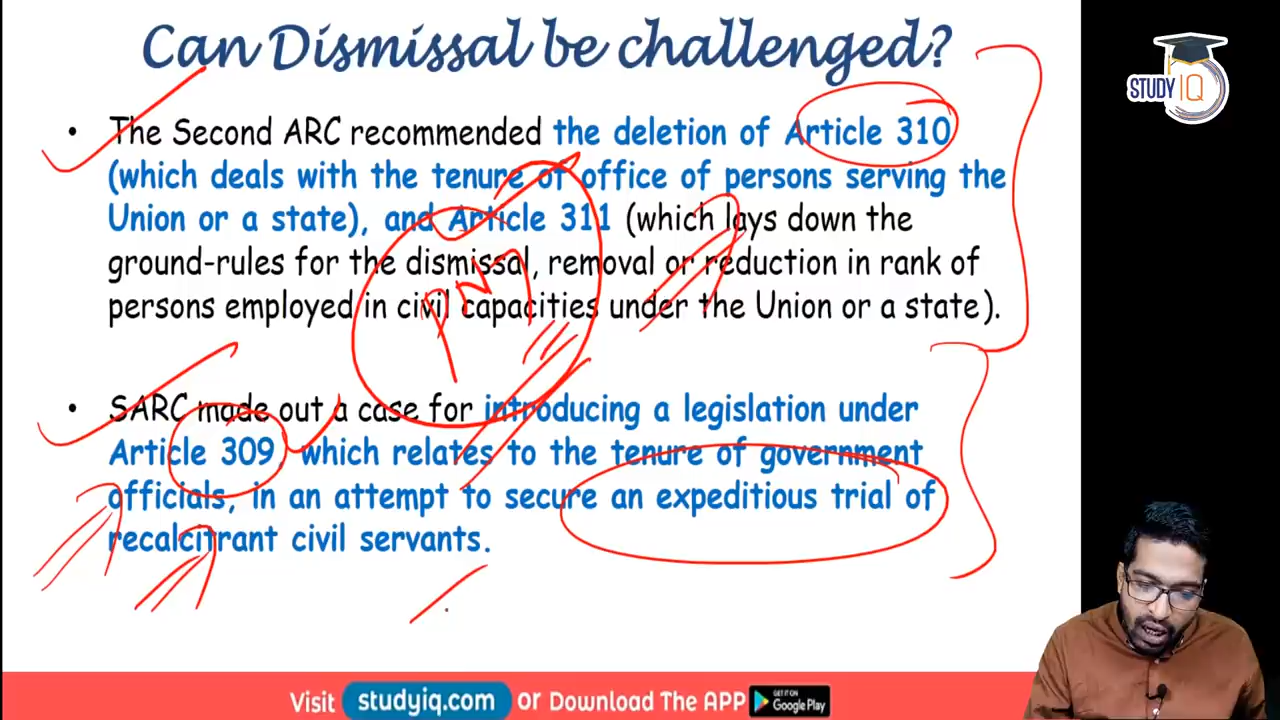 Can Dismissal be challenged?
STUDY IQ
• The Second ARC recommended the deletion of Article 310
(which deals with the tenure of office of persons serving the
Union or a state), and Article 311 (which lays down the
ground-rules for the dismissal, removal or reduction in rank of
persons employed in civil capacities under the Union or a state).
PM
• SARC made out a case for introducing a legislation under
Article 309, which relates to the tenure of government
officials, in an attempt to secure an expeditious trial of
recalcitrant civil servants.
Visit studyiq.com or Download The APP GET IT ON Google Play